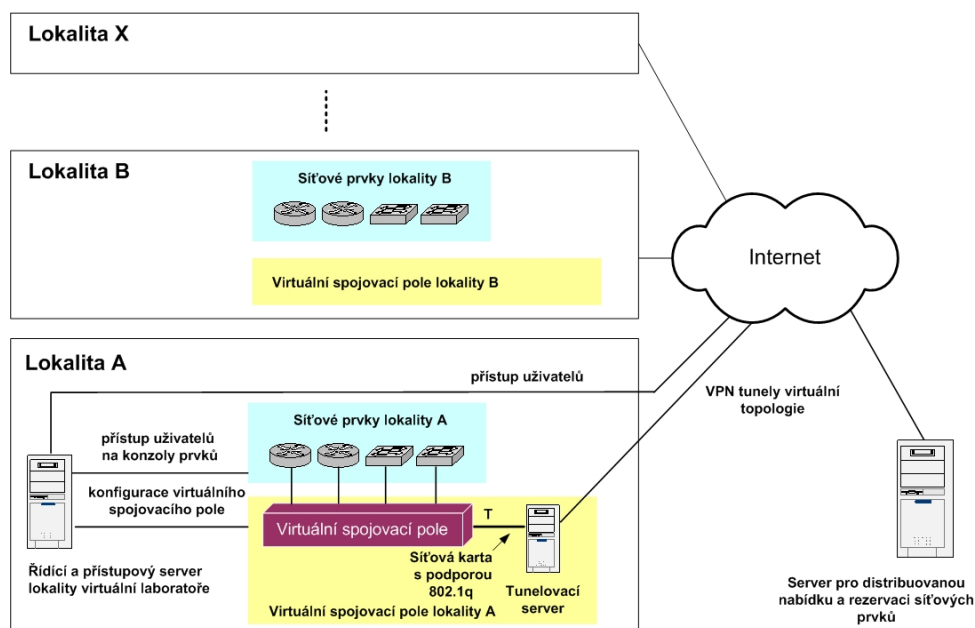 Lokalita X
Lokalita B
Síťové prvky lokality B
Virtuální spojovací pole lokality B
Internet
Lokalita A
přístup uživatelů
VPN tunely virtuální
topologie
Síťové prvky lokality A
přístup uživatelů
na konzoly prvků
konfigurace virtuálního
spojovacího pole
Virtuální spojovací pole
T
Síťová karta
s podporou
802.1q
Tunelovací
server
Virtuální spojovací pole lokality A
Řídící a přístupový server
lokality virtuální laboratoře
Server pro distribuovanou
nabídku a rezervaci síťových
prvků